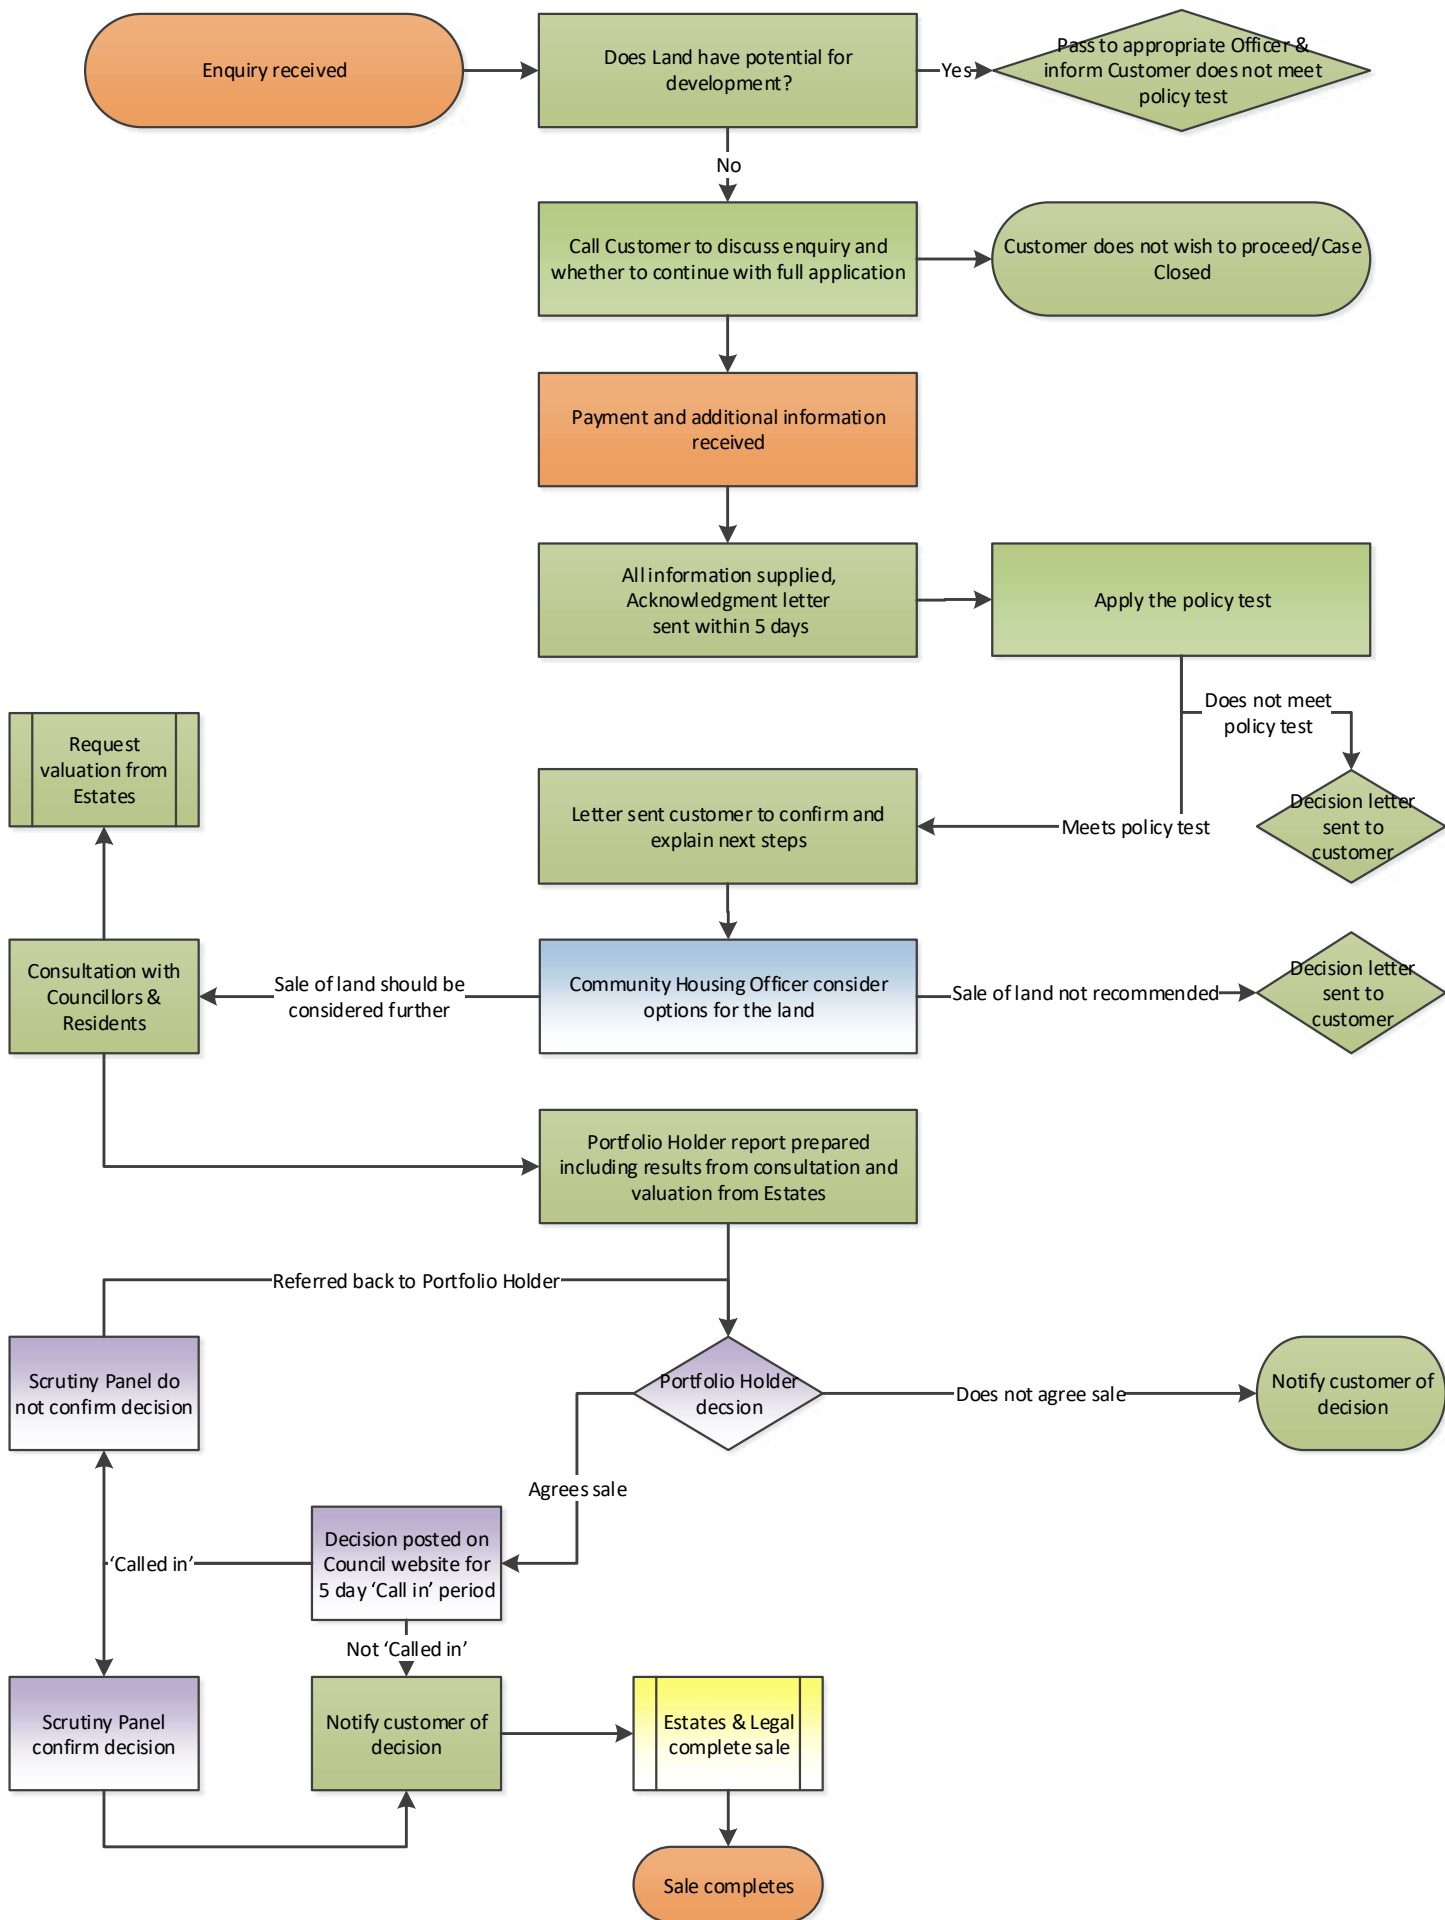 Enquiry received
Does Land have potential for
development?
Yes
Pass to appropriate Officer &
inform Customer does not meet
policy test
No
Call Customer to discuss enquiry and
whether to continue with full application
Customer does not wish to proceed/Case
Closed
Payment and additional information
received
All information supplied,
Acknowledgment letter
sent within 5 days
Apply the policy test
Does not meet
policy test
Request
valuation from
Estates
Letter sent customer to confirm and
explain next steps
Meets policy test
Decision letter
sent to
customer
Consultation with
Councillors &
Residents
Sale of land should be
considered further
Community Housing Officer consider
options for the land
Sale of land not recommended
Decision letter
sent to
customer
Portfolio Holder report prepared
including results from consultation and
valuation from Estates
Referred back to Portfolio Holder
Scrutiny Panel do
not confirm decision
Portfolio Holder
decsion
Does not agree sale
Notify customer of
decision
Agrees sale
‘Called in’
Decision posted on
Council website for
5 day ‘Call in’ period
Not ‘Called in’
Scrutiny Panel
confirm decision
Notify customer of
decision
Estates & Legal
complete sale
Sale completes